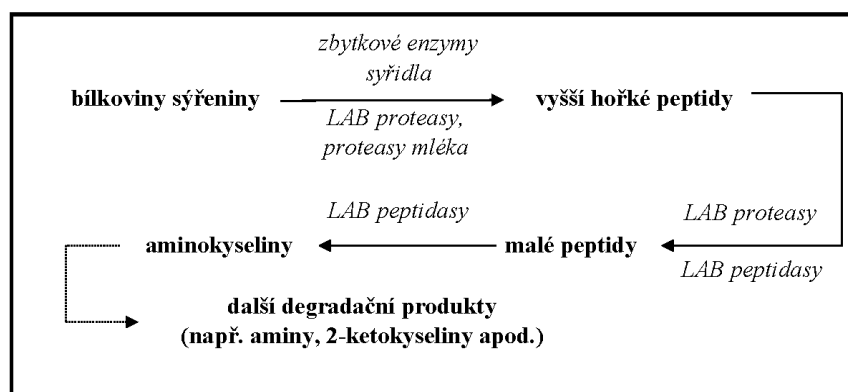 zbytkové enzymy
syřidla
bílkoviny sýřeniny
vyšší hořké peptidy
LAB proteasy,
proteasy mléka
LAB peptidasy
LAB proteasy
aminokyseliny
malé peptidy
LAB peptidasy
další degradační produkty
(např. aminy, 2-ketokyseliny apod.)